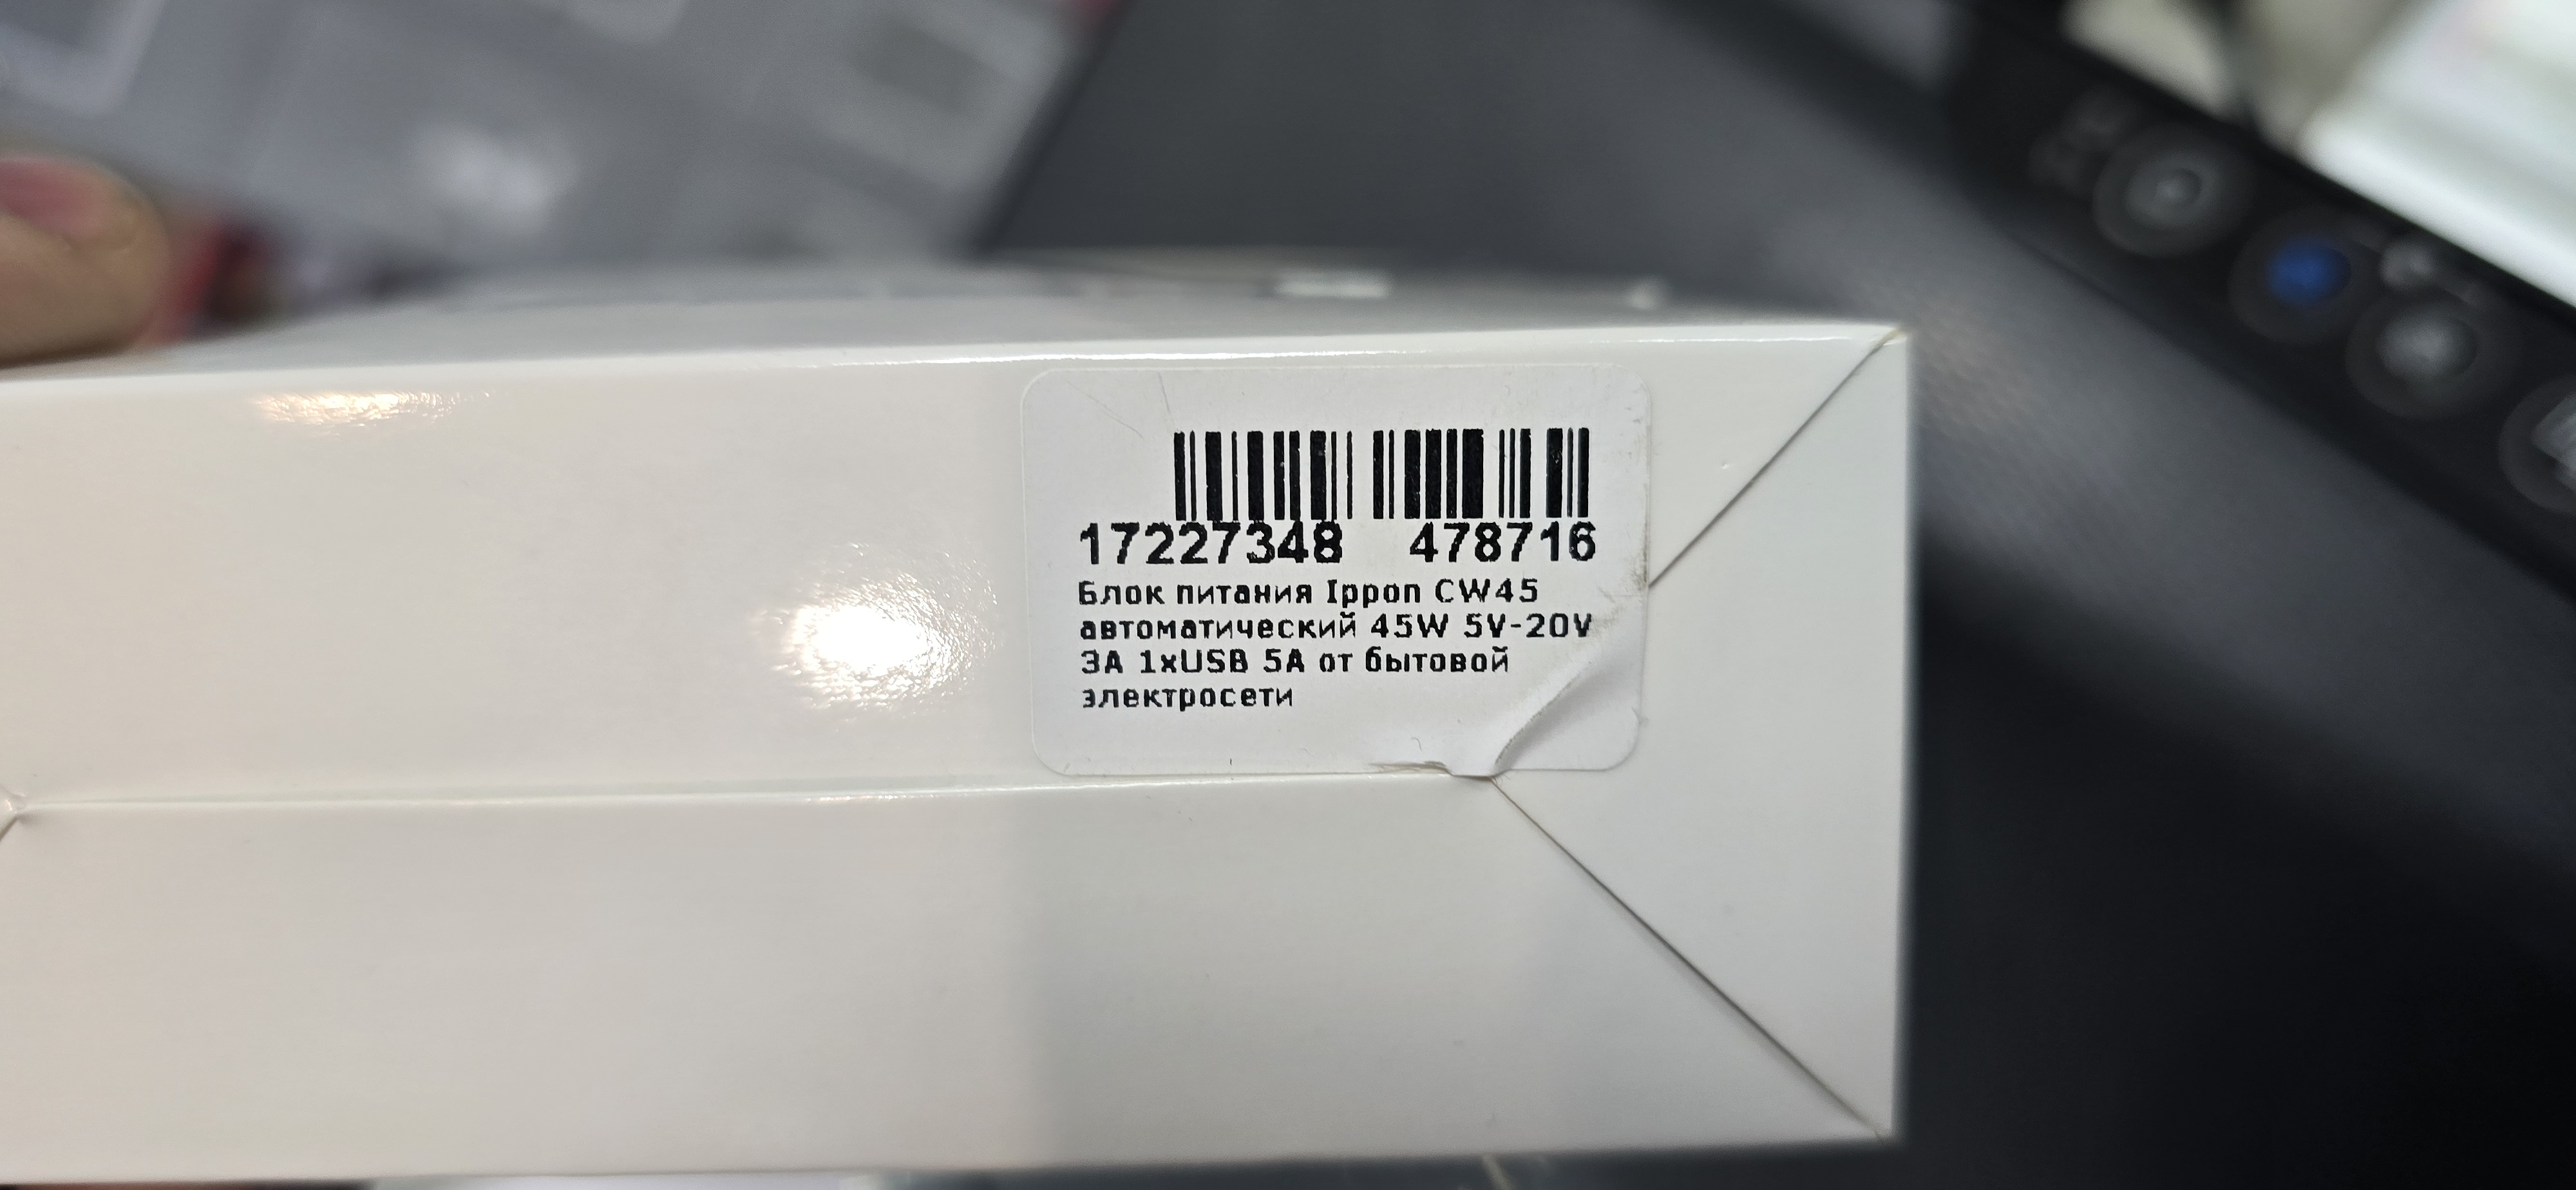 17227348 478716
Блок питания Ippon CW45
автоматический 45W 5V-20V
3A 1xUSB 5A от бытовой
электросети